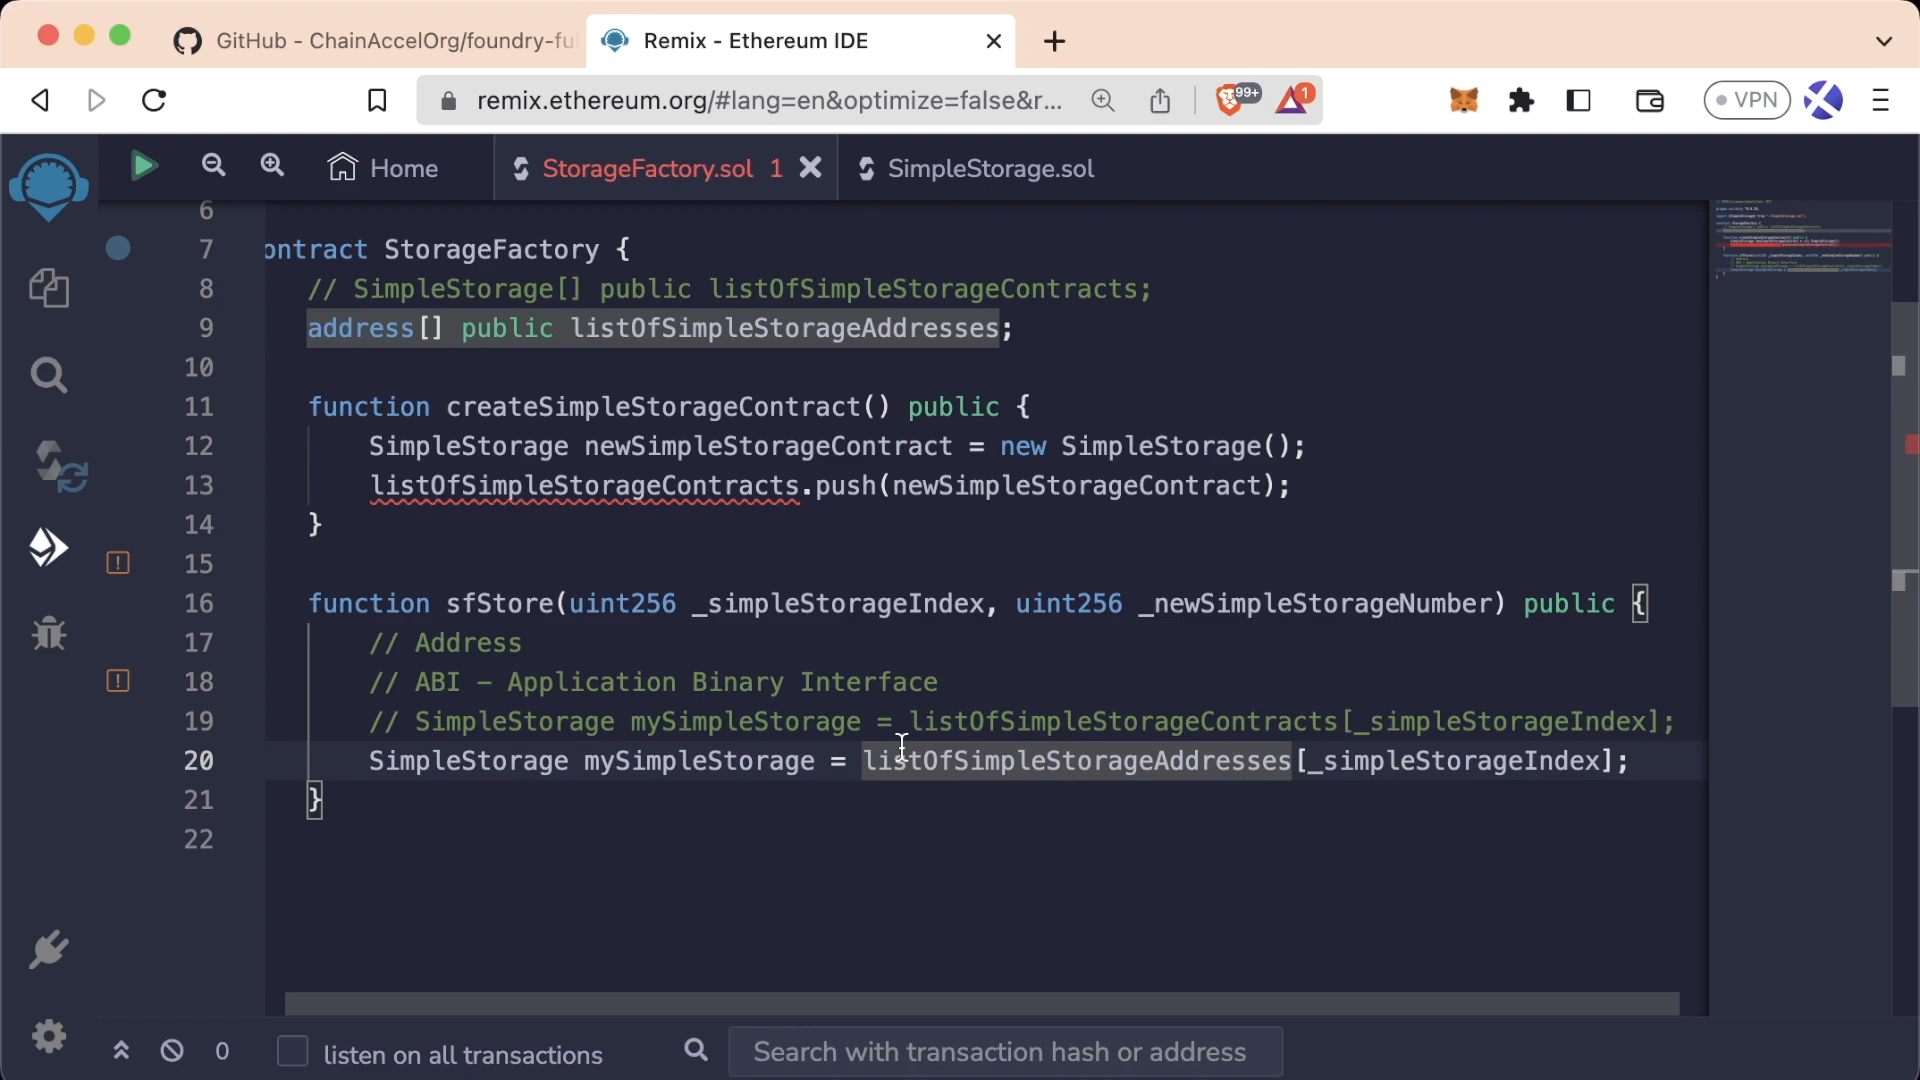 GitHub - ChainAccelOrg/foundry-ful
Remix - Ethereum IDE
remix.ethereum.org/#lang=en&optimize=false&r...
99+
1
VPN
Home
StorageFactory.sol 1
SimpleStorage.sol
6
7 ontract StorageFactory {
8 // SimpleStorage[] public listOfSimpleStorageContracts;
9 address[] public listOfSimpleStorageAddresses;
10
11 function createSimpleStorageContract() public {
12 SimpleStorage newSimpleStorageContract = new SimpleStorage();
13 listOfSimpleStorageContracts.push(newSimpleStorageContract);
14 }
15
16 function sfStore(uint256 _simpleStorageIndex, uint256 _newSimpleStorageNumber) public {
17 // Address
18 // ABI - Application Binary Interface
19 // SimpleStorage mySimpleStorage = listOfSimpleStorageContracts[_simpleStorageIndex];
20 SimpleStorage mySimpleStorage = listOfSimpleStorageAddresses[_simpleStorageIndex];
21 }
22
0
listen on all transactions
Search with transaction hash or address